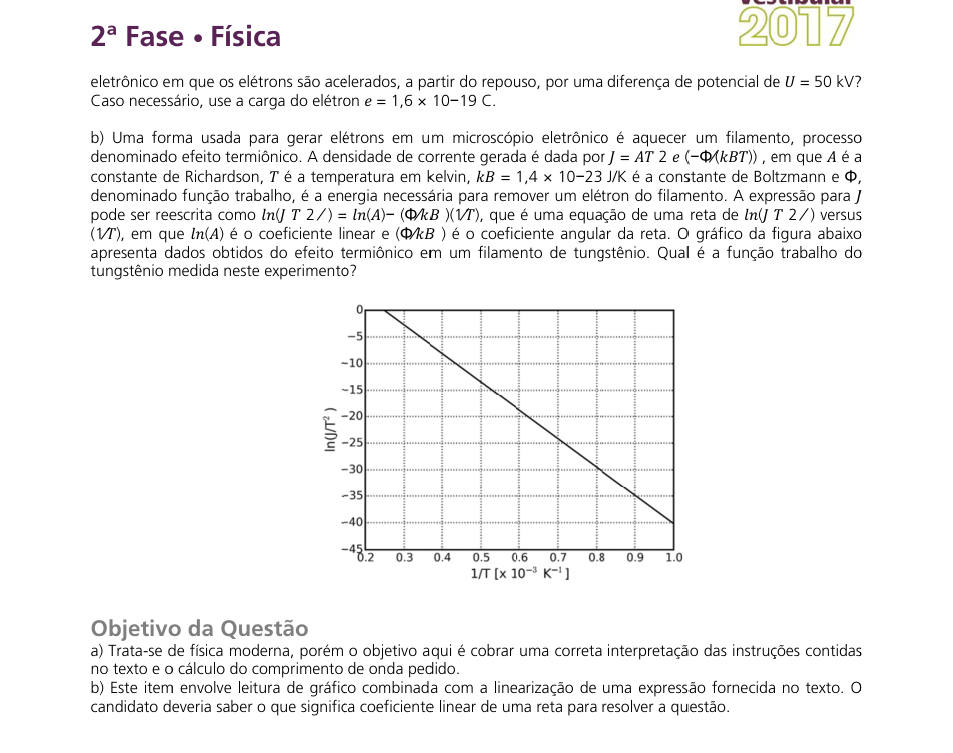 Vestibular
2017
2ª Fase • Física
eletrônico em que os elétrons são acelerados, a partir do repouso, por uma diferença de potencial de U = 50 kV?
Caso necessário, use a carga do elétron e = 1,6 × 10−19 C.
b) Uma forma usada para gerar elétrons em um microscópio eletrônico é aquecer um filamento, processo
denominado efeito termiônico. A densidade de corrente gerada é dada por J = AT 2 e (−Φ⁄(kBT)) , em que A é a
constante de Richardson, T é a temperatura em kelvin, kB = 1,4 × 10−23 J/K é a constante de Boltzmann e Φ,
denominado função trabalho, é a energia necessária para remover um elétron do filamento. A expressão para J
pode ser reescrita como ln(J T 2 ⁄ ) = ln(A)− (Φ⁄kB )(1⁄T), que é uma equação de uma reta de ln(J T 2 ⁄ ) versus
(1⁄T), em que ln(A) é o coeficiente linear e (Φ⁄kB ) é o coeficiente angular da reta. O gráfico da figura abaixo
apresenta dados obtidos do efeito termiônico em um filamento de tungstênio. Qual é a função trabalho do
tungstênio medida neste experimento?
0
−5
−10
−15
−20
−25
−30
−35
−40
−45
ln(J/T²)
0.2 0.3 0.4 0.5 0.6 0.7 0.8 0.9 1.0
1/T [x 10⁻³ K⁻¹]
Objetivo da Questão
a) Trata-se de física moderna, porém o objetivo aqui é cobrar uma correta interpretação das instruções contidas
no texto e o cálculo do comprimento de onda pedido.
b) Este item envolve leitura de gráfico combinada com a linearização de uma expressão fornecida no texto. O
candidato deveria saber o que significa coeficiente linear de uma reta para resolver a questão.